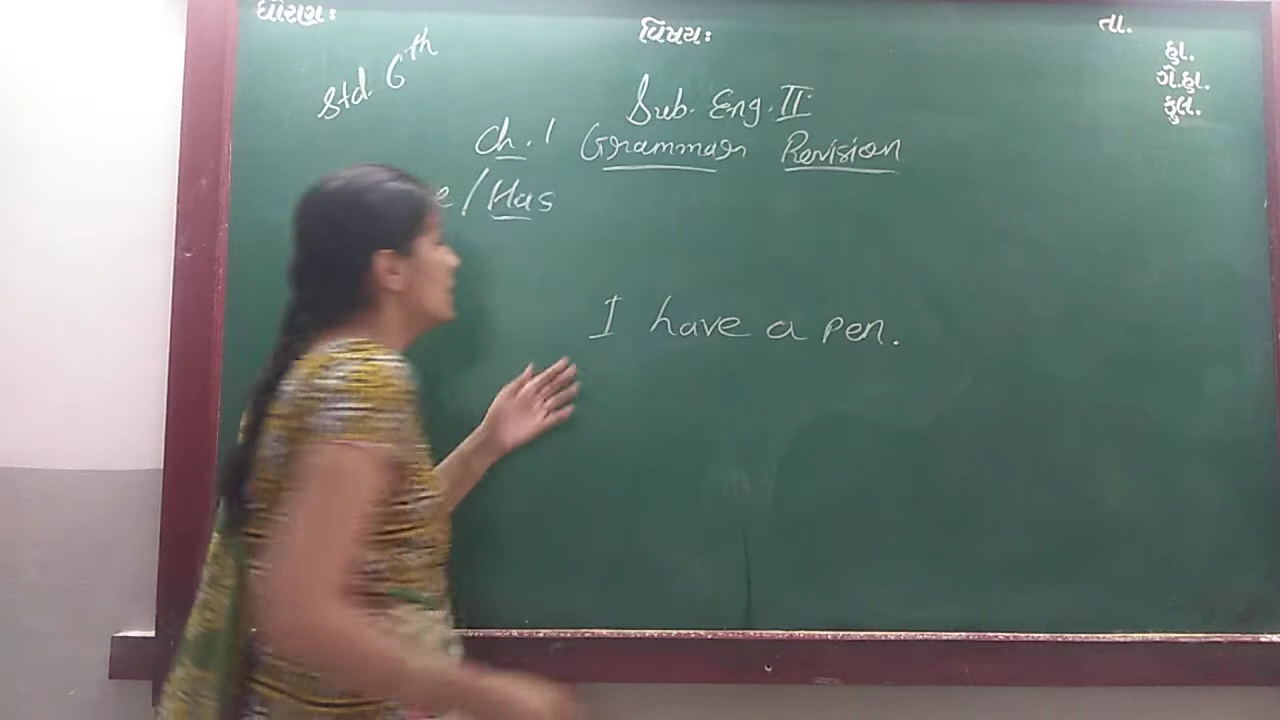 ધોરણઃ
વિષયઃ
તા.
હા.
ગે.હા.
કુલ.
Std. 6th
Sub. Eng. II
Ch. 1 Grammar Revision
/Has
I have a pen.